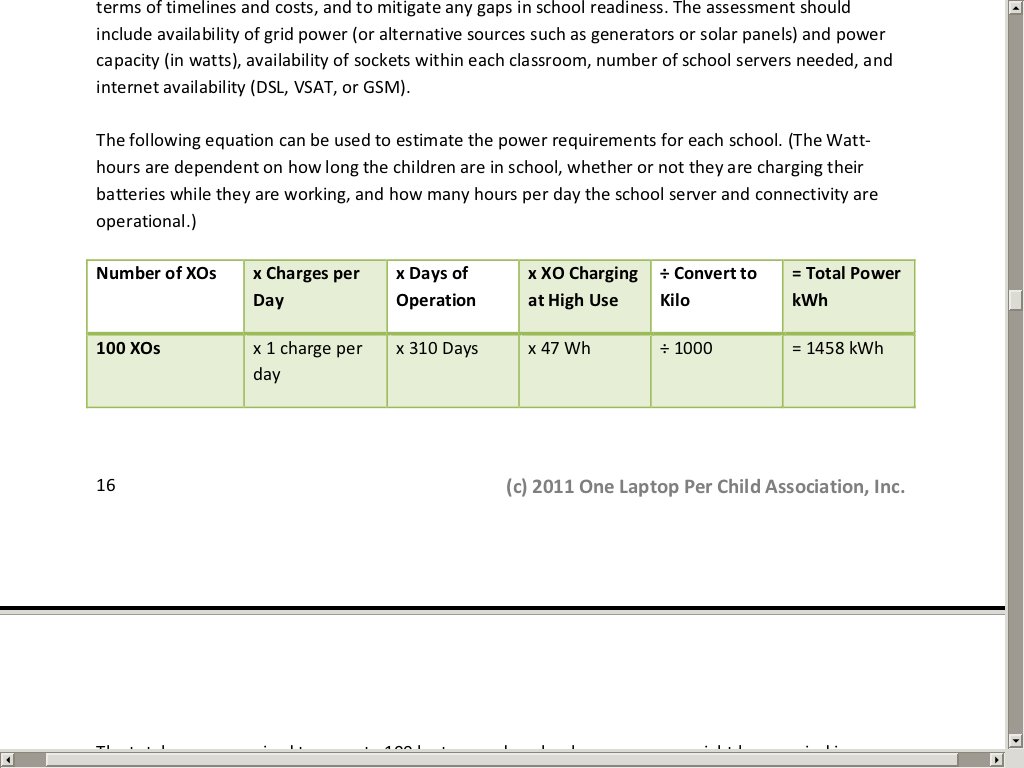 terms of timelines and costs, and to mitigate any gaps in school readiness. The assessment should
include availability of grid power (or alternative sources such as generators or solar panels) and power
capacity (in watts), availability of sockets within each classroom, number of school servers needed, and
internet availability (DSL, VSAT, or GSM).
The following equation can be used to estimate the power requirements for each school. (The Watt-
hours are dependent on how long the children are in school, whether or not they are charging their
batteries while they are working, and how many hours per day the school server and connectivity are
operational.)
Number of XOs x Charges per x Days of x XO Charging ÷ Convert to = Total Power
Day Operation at High Use Kilo kWh
100 XOs x 1 charge per x 310 Days x 47 Wh ÷ 1000 = 1458 kWh
day
16 (c) 2011 One Laptop Per Child Association, Inc.